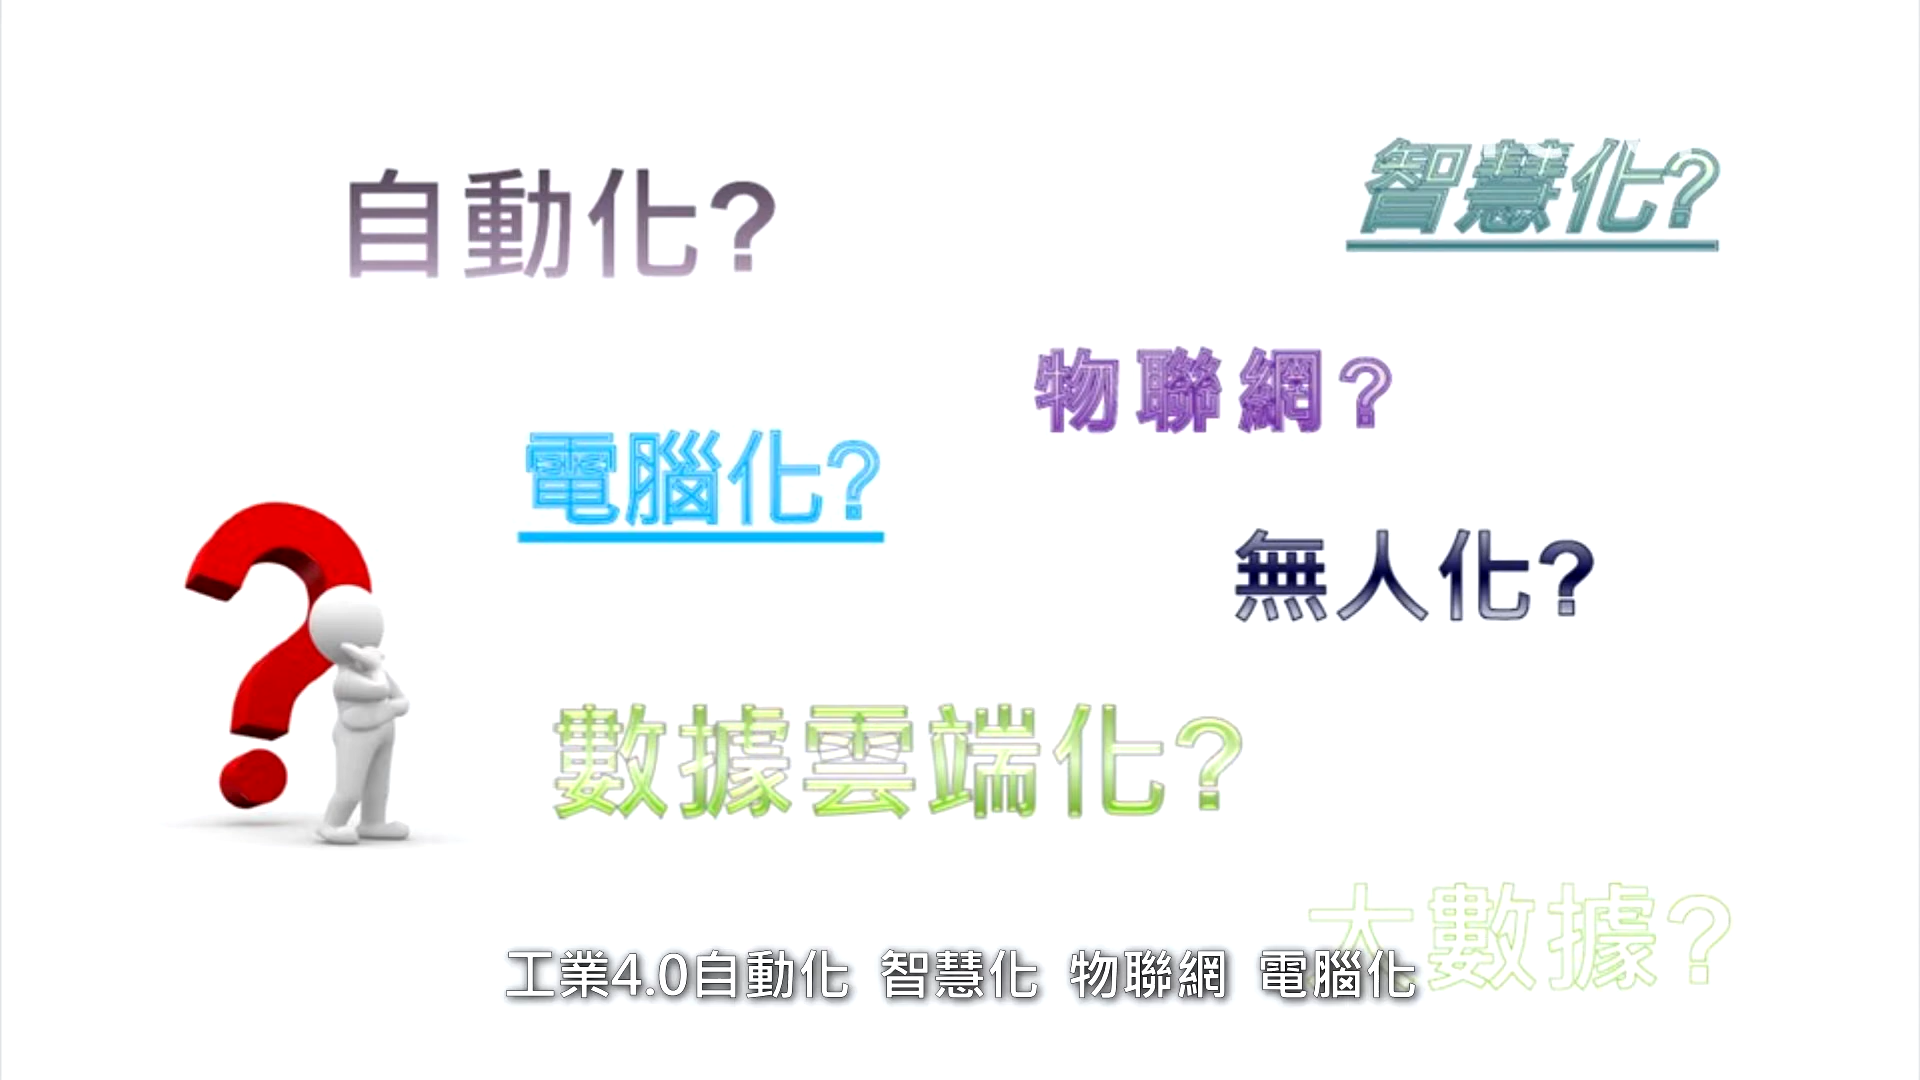 自動化?
智慧化?
物聯網?
電腦化?
無人化?
數據雲端化?
大數據?
工業4.0自動化 智慧化 物聯網 電腦化